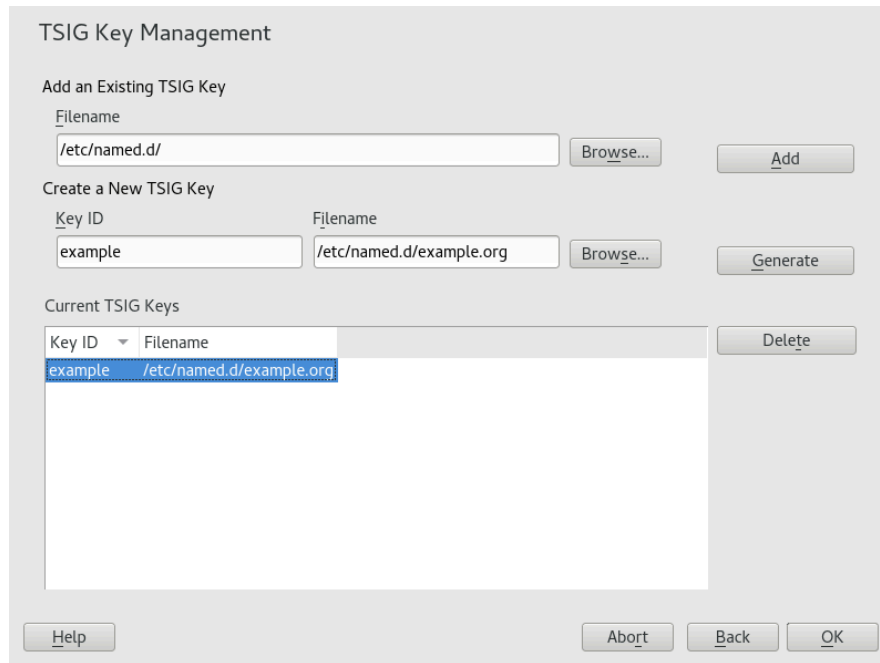 TSIG Key Management
Add an Existing TSIG Key
Filename
/etc/named.d/ Browse... Add
Create a New TSIG Key
Key ID Filename
example /etc/named.d/example.org Browse... Generate
Current TSIG Keys
Key ID Filename Delete
example /etc/named.d/example.org
Help Abort Back OK